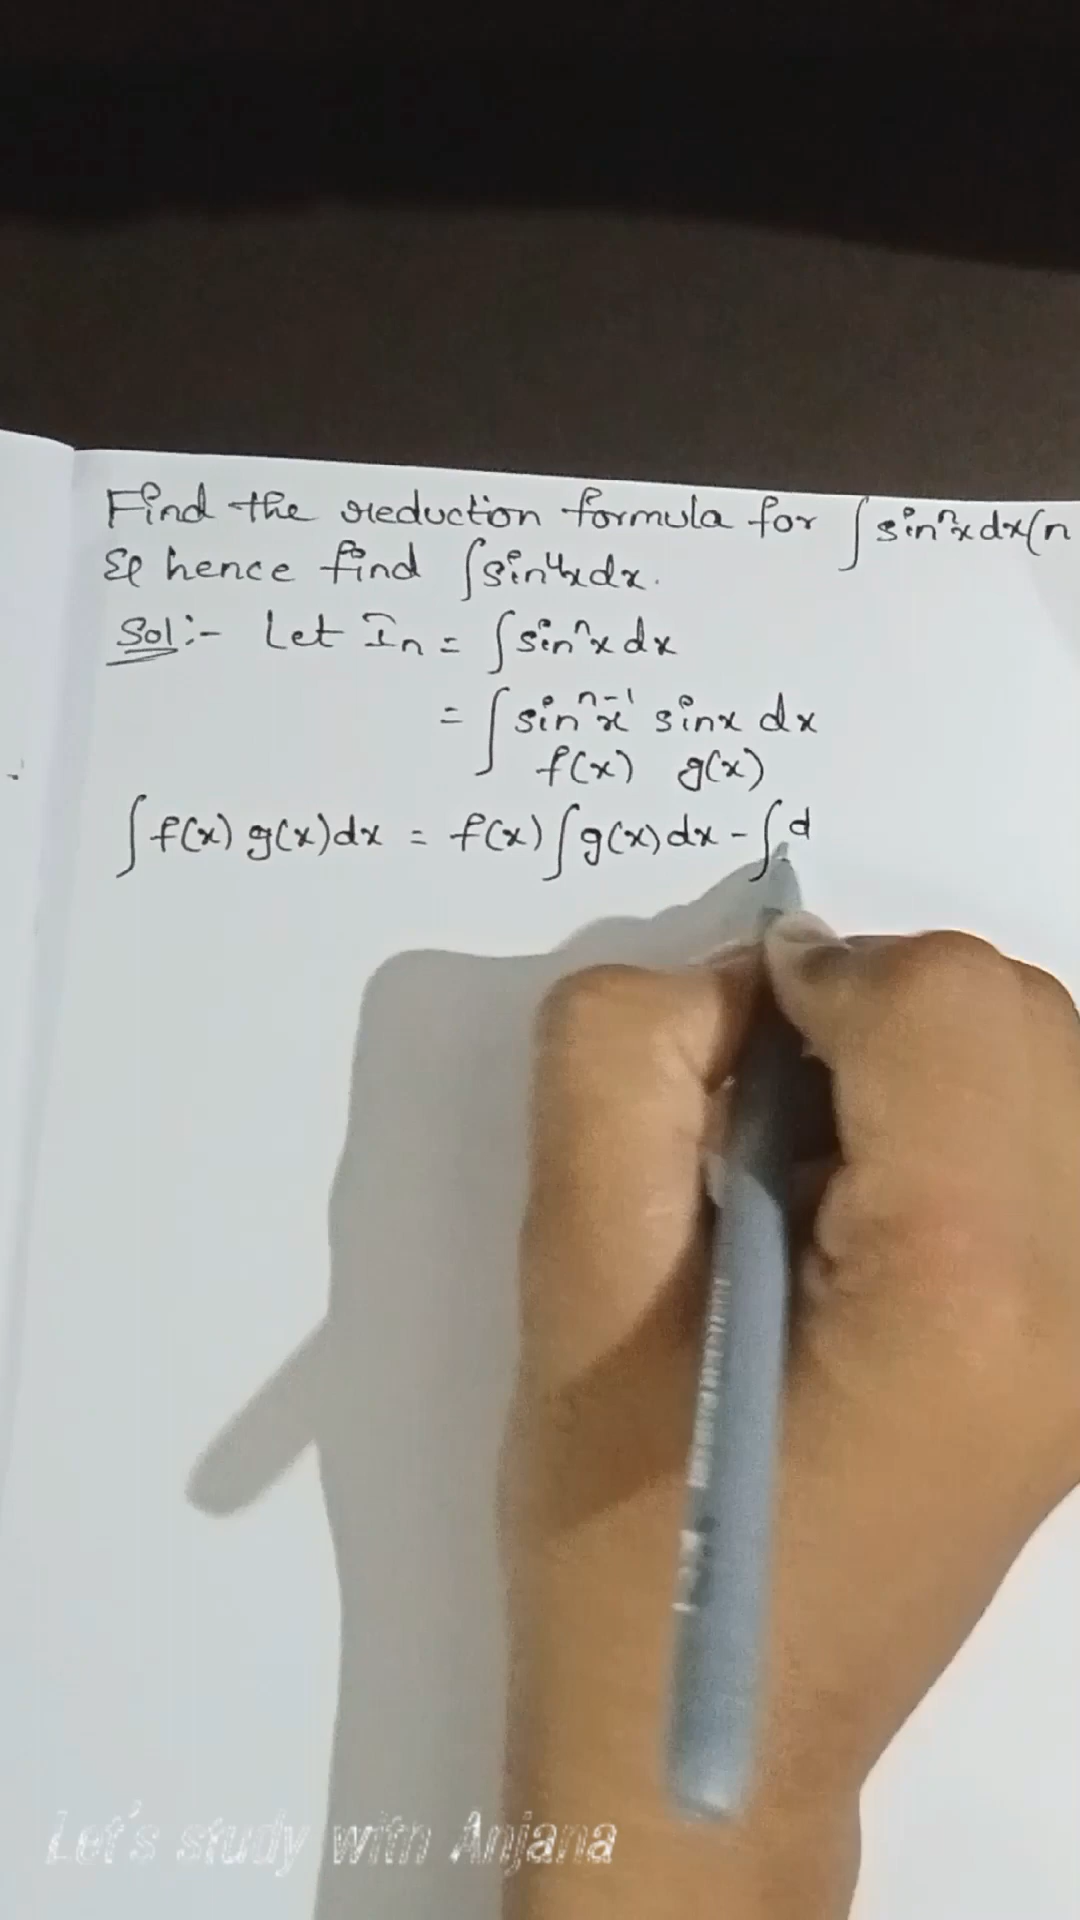 Find the reduction formula for ∫sinⁿx dx (n
& hence find ∫sin⁴x dx.
Sol:- Let Iₙ = ∫sinⁿx dx
= ∫sinⁿ⁻¹x sinx dx
f(x) g(x)
∫f(x) g(x) dx = f(x) ∫g(x) dx - ∫d
Let's study with Anjana